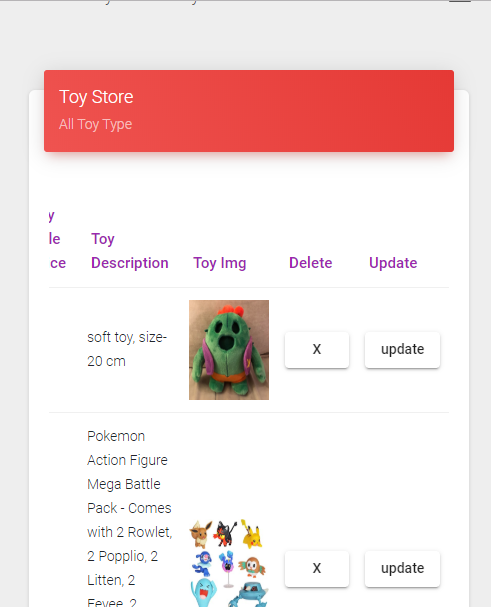 Toy Store
All Toy Type
y
le
ce
Toy
Description
Toy Img
Delete
Update
soft toy, size-
20 cm
X
update
Pokemon
Action Figure
Mega Battle
Pack - Comes
with 2 Rowlet,
2 Popplio, 2
Litten, 2
Eevee, 2
X
update